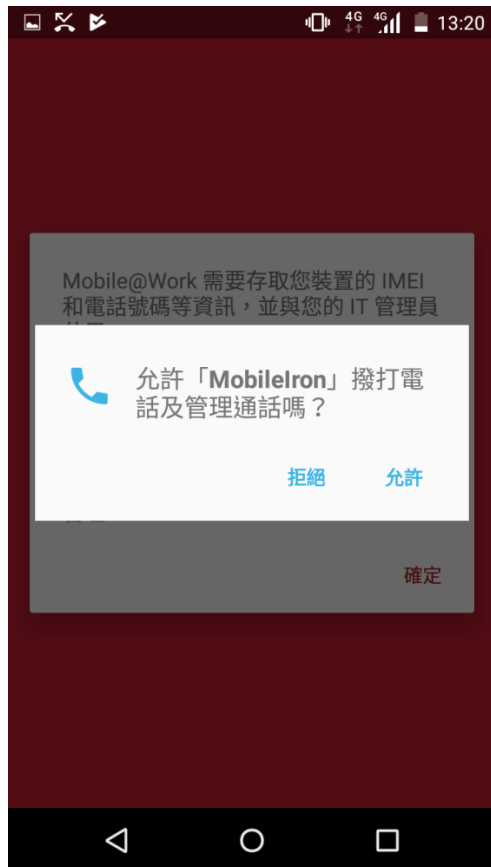 4G 4G 13:20
Mobile@Work 需要存取您裝置的 IMEI
和電話號碼等資訊，並與您的 IT 管理員
允許「MobileIron」撥打電
話及管理通話嗎？
拒絕 允許
確定